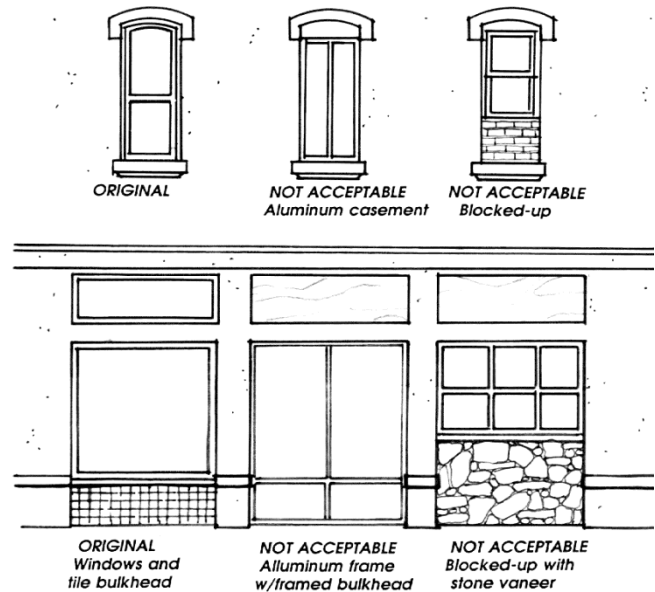 ORIGINAL
NOT ACCEPTABLE
Aluminum casement
NOT ACCEPTABLE
Blocked-up
ORIGINAL
Windows and
tile bulkhead
NOT ACCEPTABLE
Alluminum frame
w/framed bulkhead
NOT ACCEPTABLE
Blocked-up with
stone vaneer